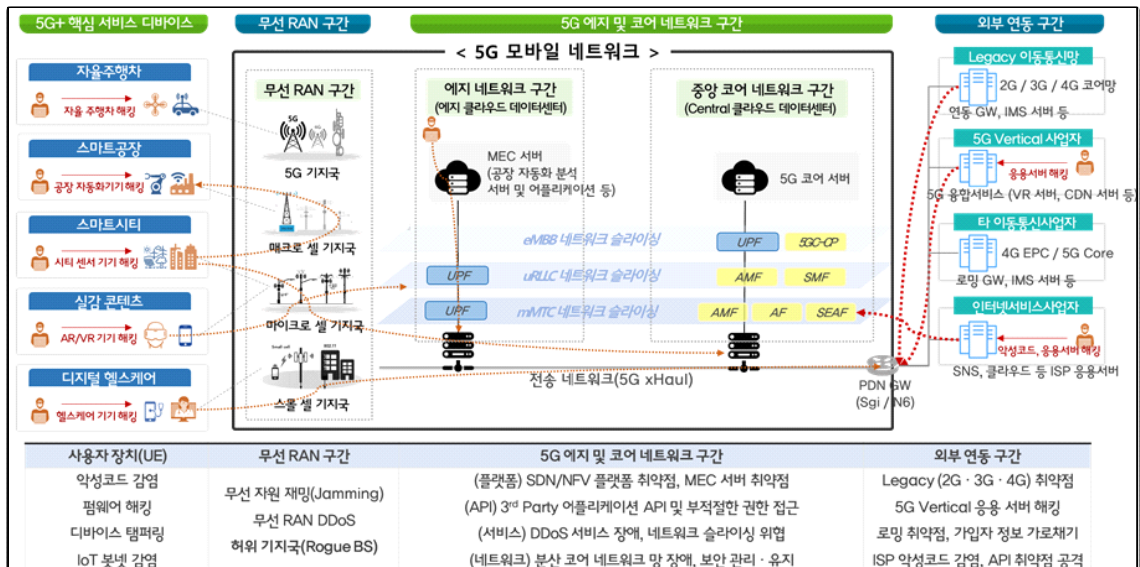 5G+ 핵심 서비스 디바이스
무선 RAN 구간
5G 에지 및 코어 네트워크 구간
외부 연동 구간
< 5G 모바일 네트워크 >
자율주행차
자율 주행차 해킹
스마트공장
공장 자동화기기 해킹
스마트시티
시티 센서 기기 해킹
실감 콘텐츠
AR/VR 기기 해킹
디지털 헬스케어
헬스케어 기기 해킹
무선 RAN 구간
5G
4G
5G 기지국
매크로 셀 기지국
마이크로 셀 기지국
Small cell
스몰 셀 기지국
에지 네트워크 구간
(에지 클라우드 데이터센터)
MEC 서버
(공장 자동화 분석
서버 및 어플리케이션 등)
중앙 코어 네트워크 구간
(Central 클라우드 데이터센터)
5G 코어 서버
eMBB 네트워크 슬라이싱
UPF
5GC-CP
UPF
uRLLC 네트워크 슬라이싱
AMF
SMF
UPF
mMTC 네트워크 슬라이싱
AMF
AF
SEAF
전송 네트워크(5G xHaul)
PDN GW
(Sgi / N6)
Legacy 이동통신망
2G / 3G / 4G 코어망
연동 GW, IMS 서버 등
5G Vertical 사업자
응용서버 해킹
5G 융합서비스 (VR 서버, CDN 서버 등)
타 이동통신사업자
4G EPC / 5G Core
로밍 GW, IMS 서버 등
인터넷서비스사업자
악성코드, 응용서버 해킹
SNS, 클라우드 등 ISP 응용서버
사용자 장치(UE)
악성코드 감염
펌웨어 해킹
디바이스 탬퍼링
IoT 봇넷 감염
무선 RAN 구간
무선 자원 재밍(Jamming)
무선 RAN DDoS
허위 기지국(Rogue BS)
5G 에지 및 코어 네트워크 구간
(플랫폼) SDN/NFV 플랫폼 취약점, MEC 서버 취약점
(API) 3rd Party 어플리케이션 API 및 부적절한 권한 접근
(서비스) DDoS 서비스 장애, 네트워크 슬라이싱 위협
(네트워크) 분산 코어 네트워크 망 장애, 보안 관리 · 유지
외부 연동 구간
Legacy (2G · 3G · 4G) 취약점
5G Vertical 응용 서버 해킹
로밍 취약점, 가입자 정보 가로채기
ISP 악성코드 감염, API 취약점 공격